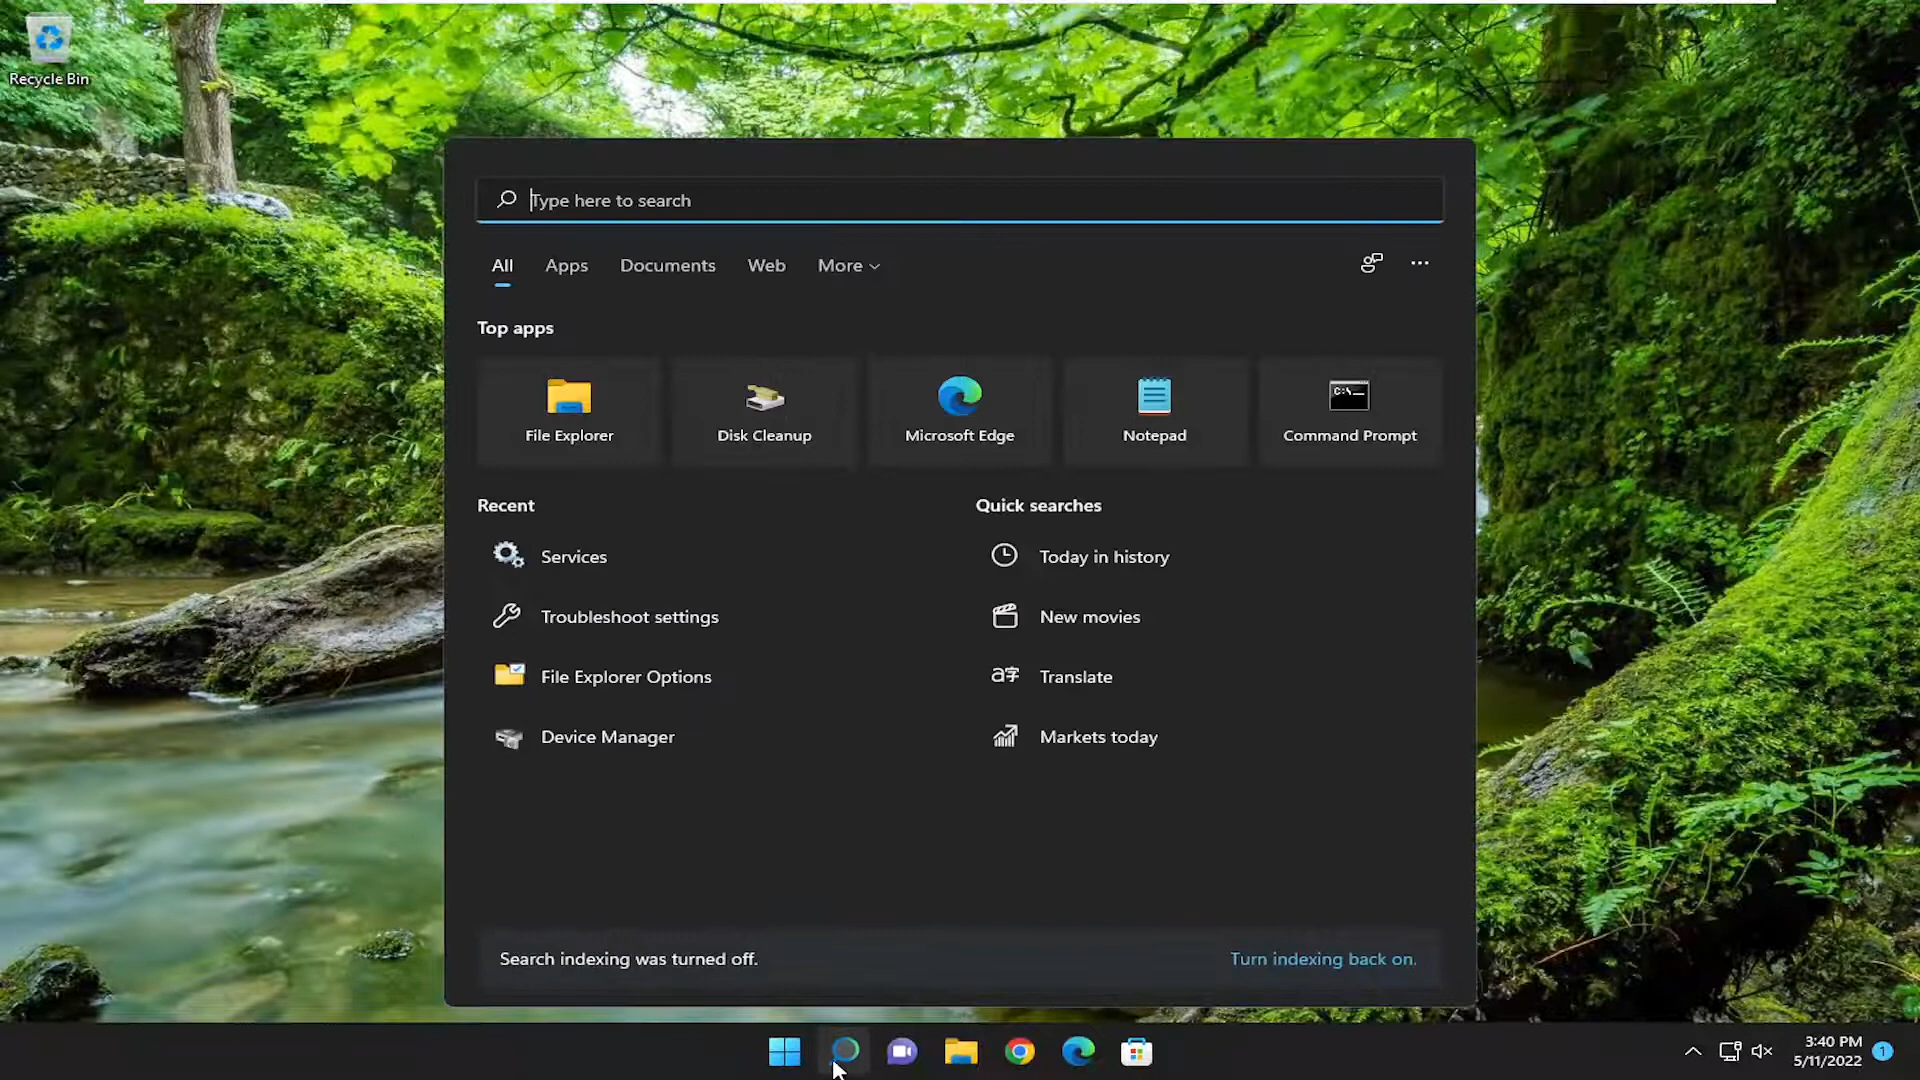 Recycle Bin
Type here to search
All Apps Documents Web More
Top apps
File Explorer Disk Cleanup Microsoft Edge Notepad Command Prompt
Recent Quick searches
Services Today in history
Troubleshoot settings New movies
File Explorer Options Translate
Device Manager Markets today
Search indexing was turned off. Turn indexing back on.
3:40 PM
5/11/2022
1